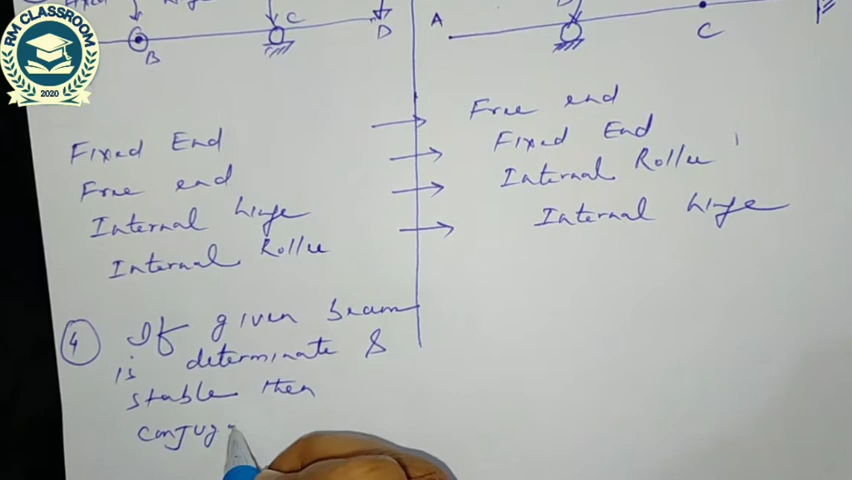 RM CLASSROOM
2020
B
C
D
A
C
Fixed End
Free end
Internal hinge
Internal Roller
Free end
Fixed End
Internal Roller
Internal hinge
4 If given beam
is determinate &
stable then
conjug